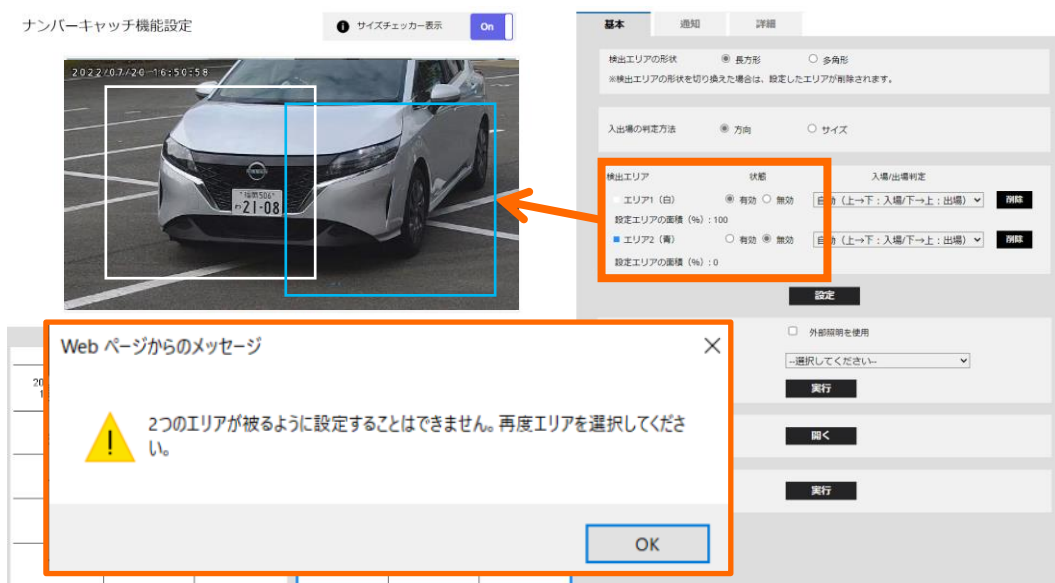 ナンバーキャッチ機能設定
サイズチェッカー表示
On
2022/07/20 16:50:58
21-08
基本
通知
詳細
検出エリアの形状
長方形
多角形
※検出エリアの形状を切り換えた場合は、設定したエリアが削除されます。
入出場の判定方法
方向
サイズ
検出エリア
状態
入場/出場判定
エリア1（白）
有効
無効
自動（上→下：入場/下→上：出場）
削除
設定エリアの面積（%）: 100
エリア2（青）
有効
無効
自動（上→下：入場/下→上：出場）
削除
設定エリアの面積（%）: 0
設定
外部照明を使用
--選択してください--
実行
開く
実行
20
1
Web ページからのメッセージ
2つのエリアが被るように設定することはできません。再度エリアを選択してくださ
い。
OK